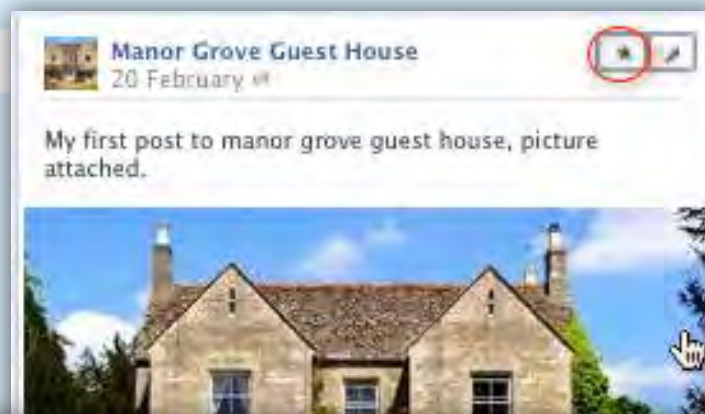 Manor Grove Guest House
20 February
My first post to manor grove guest house, picture
attached.